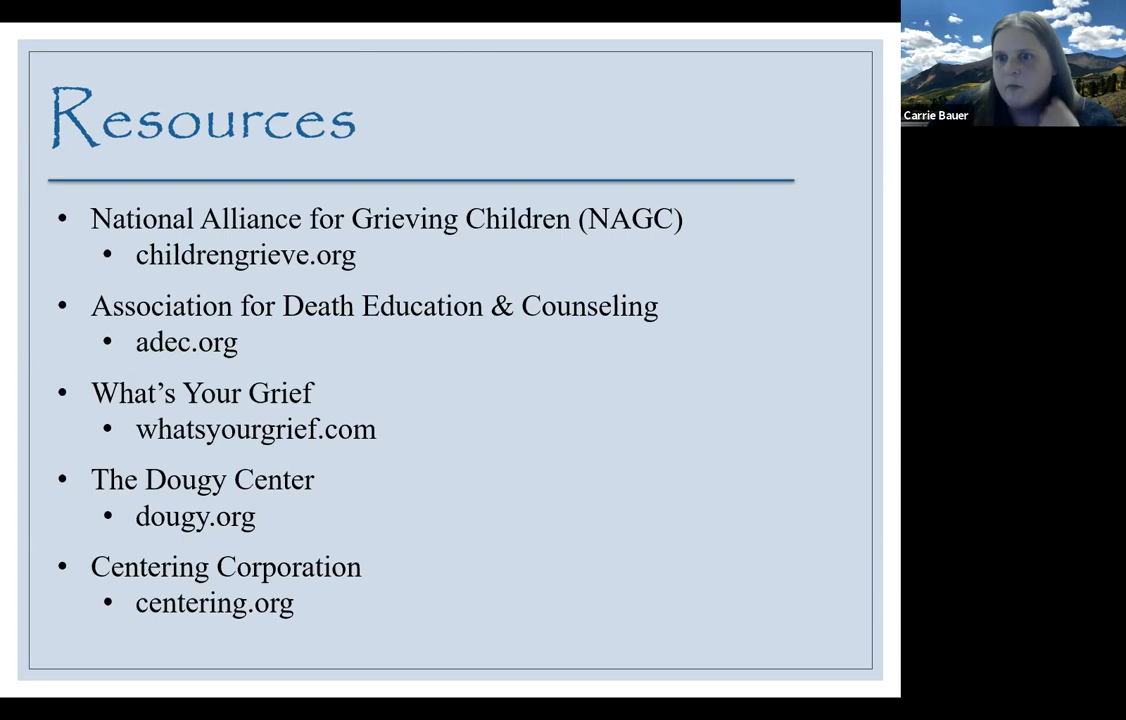 Resources
• National Alliance for Grieving Children (NAGC)
• childrengrieve.org
• Association for Death Education & Counseling
• adec.org
• What’s Your Grief
• whatsyourgrief.com
• The Dougy Center
• dougy.org
• Centering Corporation
• centering.org
Carrie Bauer